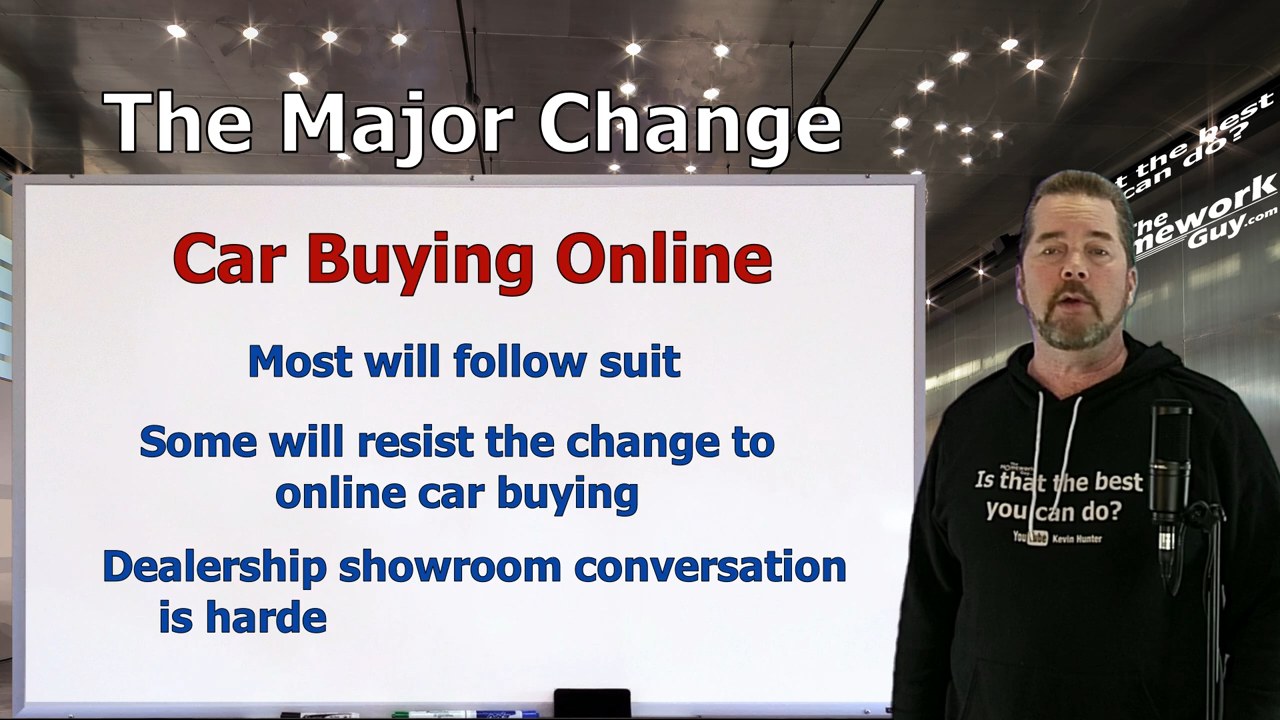 The Major Change
Car Buying Online
Most will follow suit
Some will resist the change to
online car buying
Dealership showroom conversation
is harde
the best
can do?
The
mework
Guy.com
Is that the best
you can do?
YouTube Kevin Hunter